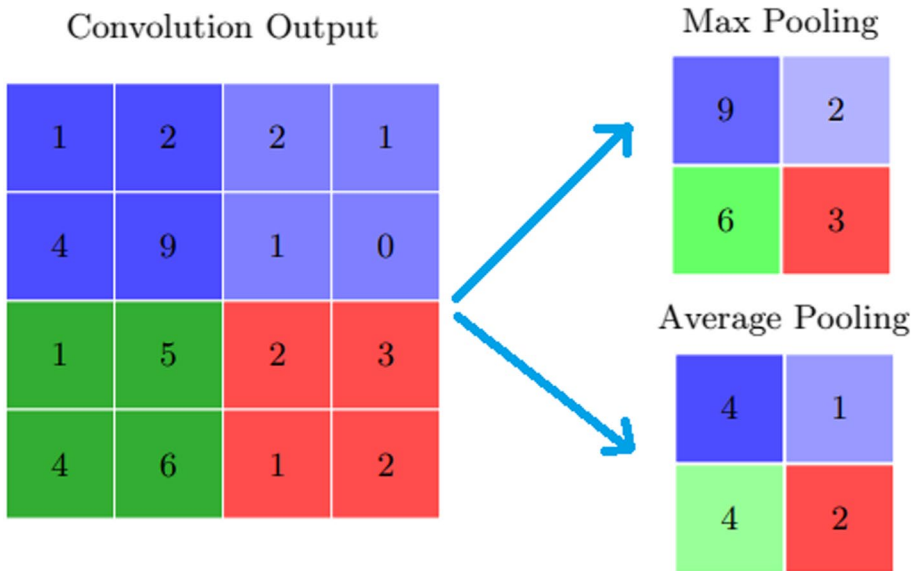 Convolution Output
1 2 2 1
4 9 1 0
1 5 2 3
4 6 1 2
Max Pooling
9 2
6 3
Average Pooling
4 1
4 2